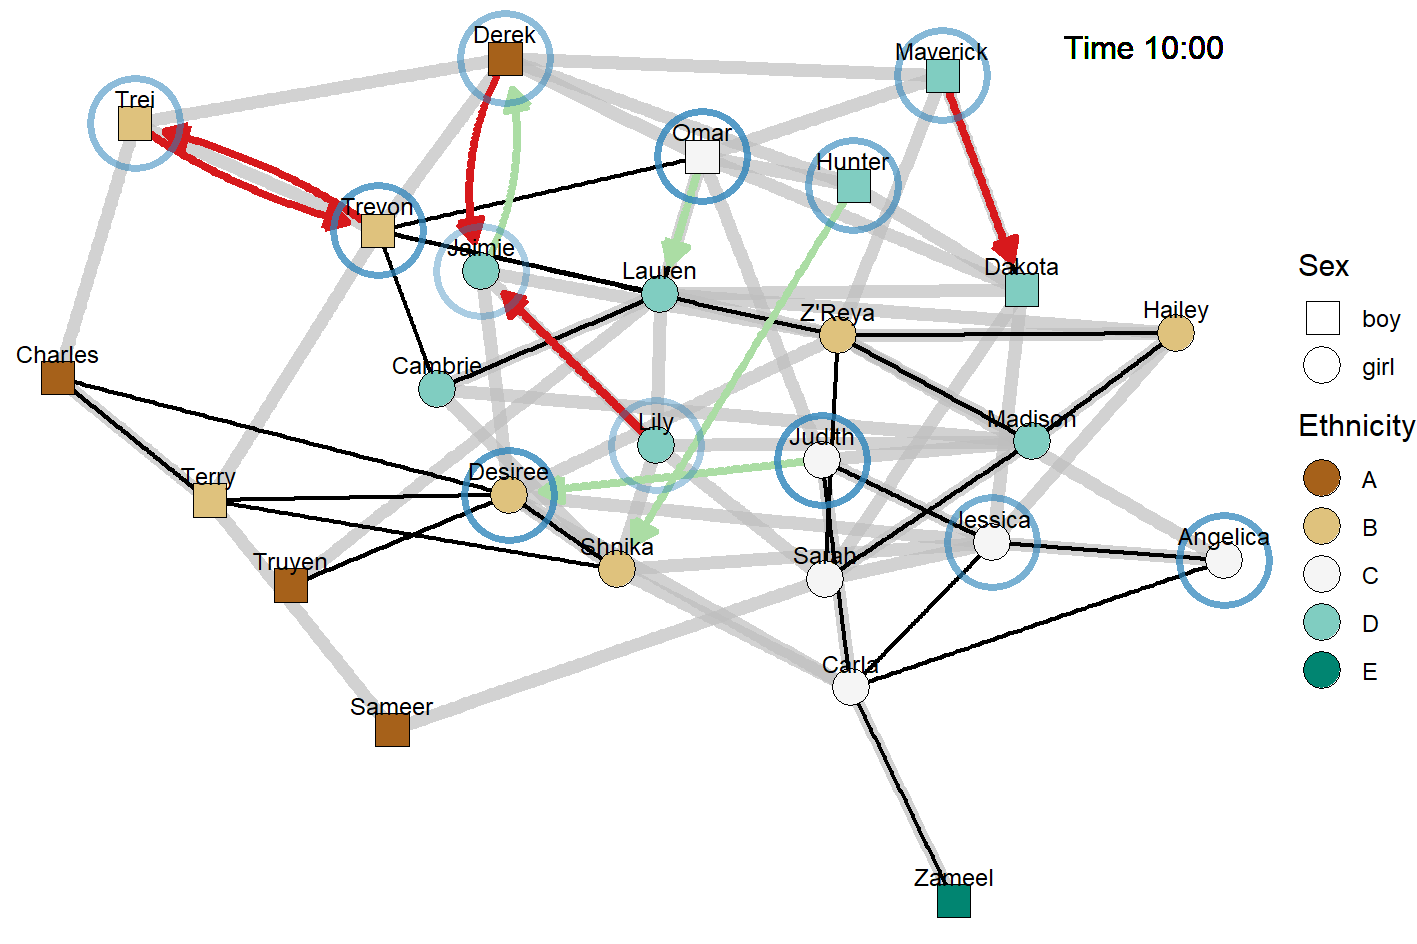 Derek
Maverick
Time 10:00
Trei
Omar
Hunter
Trevon
Jaimie
Lauren
Dakota
Z'Reya
Hailey
Sex
boy
girl
Charles
Cambrie
Lily
Judith
Madison
Ethnicity
A
B
C
D
E
Terry
Desiree
Jessica
Angelica
Truyen
Shnika
Sarah
Carla
Sameer
Zameel